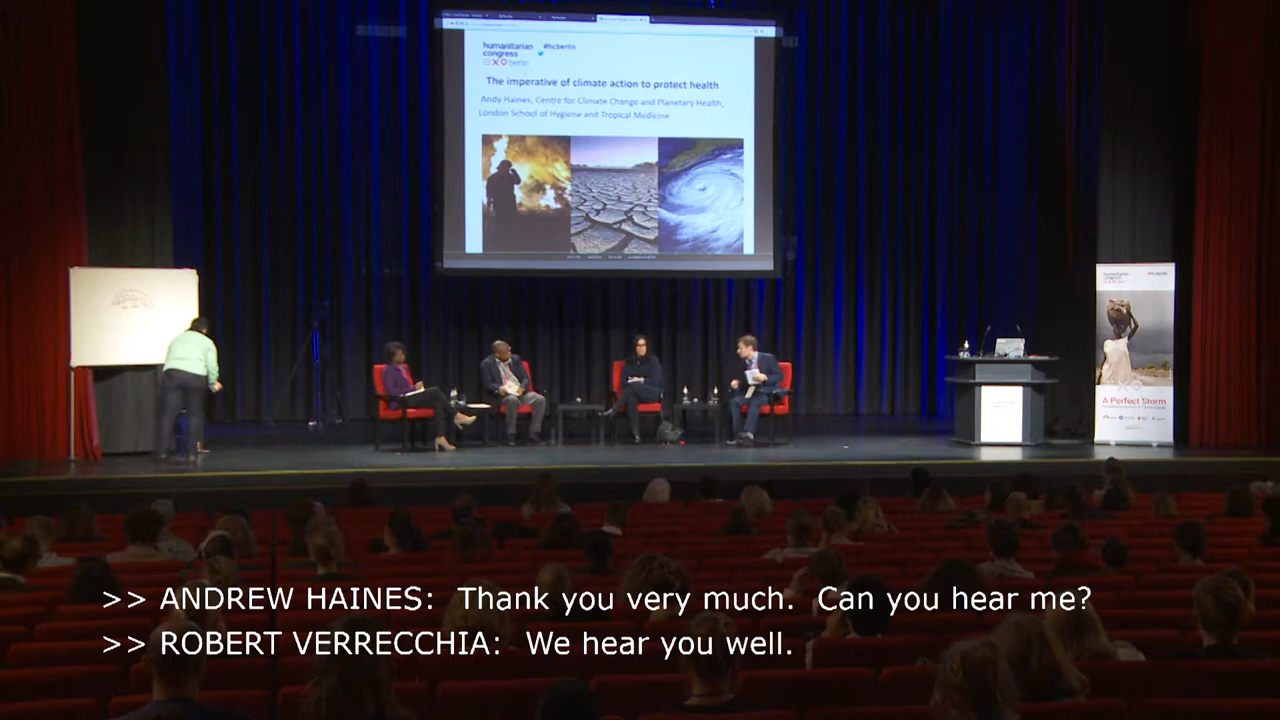 humanitarian
congress
berlin
#hcberlin
The imperative of climate action to protect health
Andy Haines, Centre for Climate Change and Planetary Health,
London School of Hygiene and Tropical Medicine
A Perfect Storm
>> ANDREW HAINES:  Thank you very much.  Can you hear me?
>> ROBERT VERRECCHIA:  We hear you well.